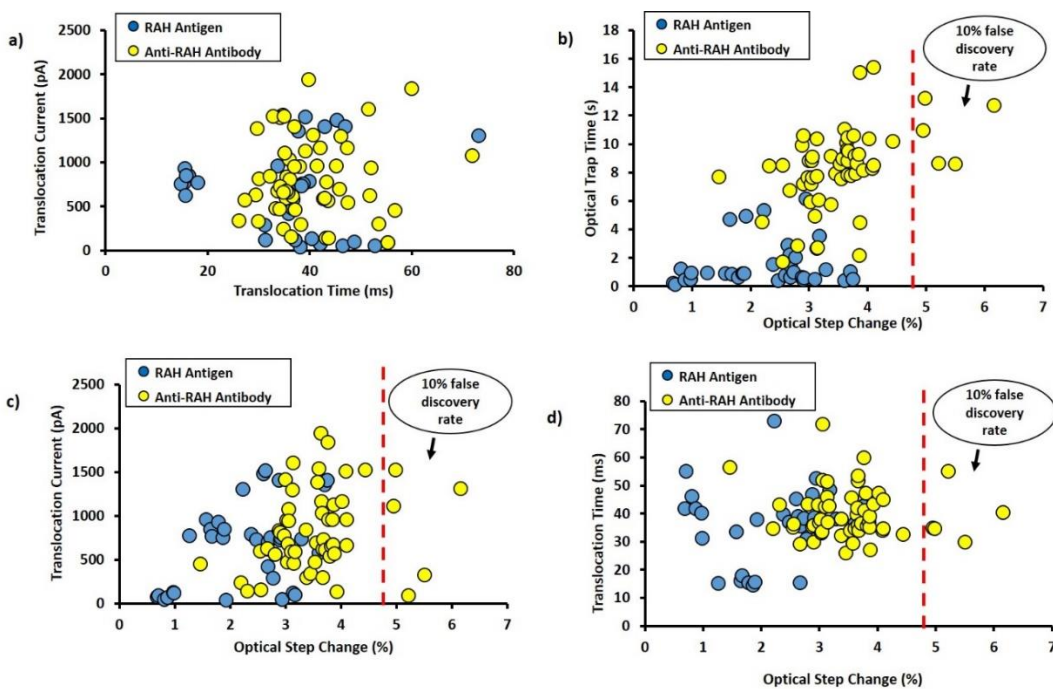 a)
RAH Antigen
Anti-RAH Antibody
2500
2000
1500
1000
500
0
Translocation Current (pA)
0
20
40
60
80
Translocation Time (ms)
b)
RAH Antigen
Anti-RAH Antibody
10% false
discovery
rate
18
16
14
12
10
8
6
4
2
0
Optical Trap Time (s)
0
1
2
3
4
5
6
7
Optical Step Change (%)
c)
RAH Antigen
Anti-RAH Antibody
10% false
discovery
rate
2500
2000
1500
1000
500
0
Translocation Current (pA)
0
1
2
3
4
5
6
7
Optical Step Change (%)
d)
RAH Antigen
Anti-RAH Antibody
10% false
discovery
rate
80
70
60
50
40
30
20
10
0
Translocation Time (ms)
0
1
2
3
4
5
6
7
Optical Step Change (%)